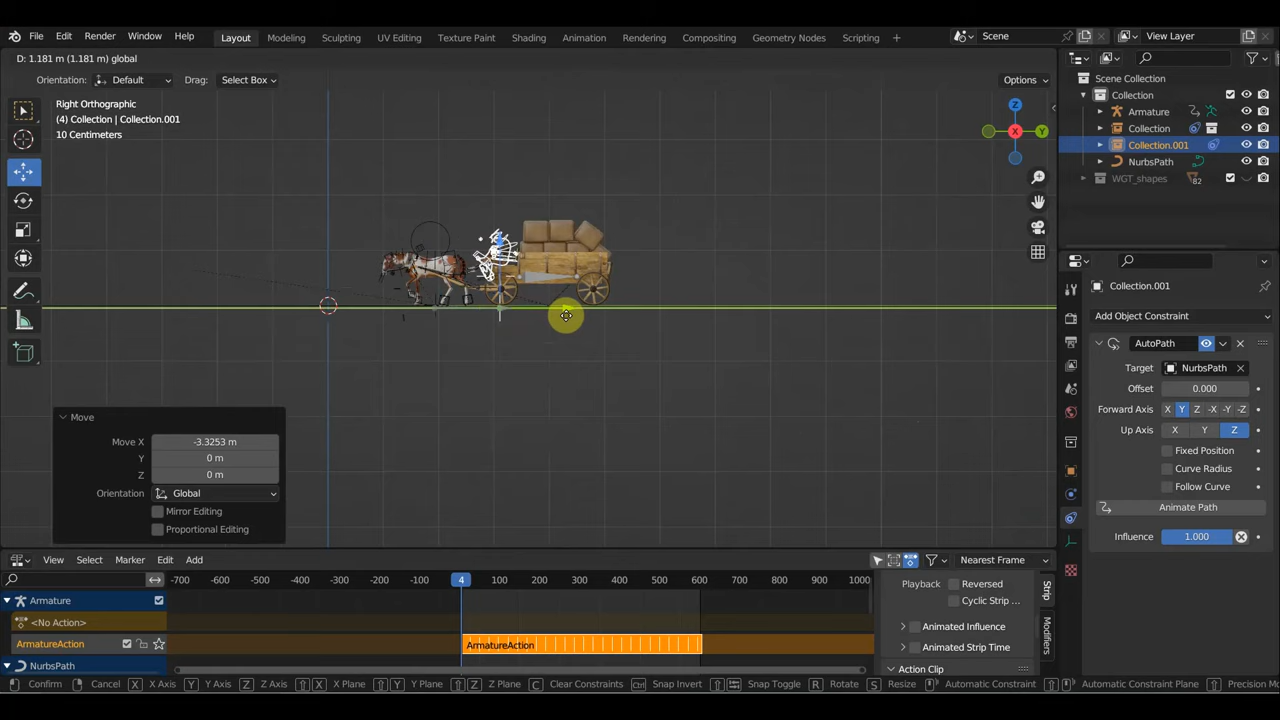 File Edit Render Window Help Layout Modeling Sculpting UV Editing Texture Paint Shading Animation Rendering Compositing Geometry Nodes Scripting + Scene View Layer
D: 1.181 m (1.181 m) global
Orientation: Default Drag: Select Box Options
Right Orthographic
(4) Collection | Collection.001
10 Centimeters
Z
X
Y
Move
Move X -3.3253 m
Y 0 m
Z 0 m
Orientation Global
Mirror Editing
Proportional Editing
Scene Collection
Collection
Armature
Collection
Collection.001
NurbsPath
WGT_shapes 82
Collection.001
Add Object Constraint
AutoPath
Target NurbsPath
Offset 0.000
Forward Axis X Y Z -X -Y -Z
Up Axis X Y Z
Fixed Position
Curve Radius
Follow Curve
Animate Path
Influence 1.000
View Select Marker Edit Add Nearest Frame
-700 -600 -500 -400 -300 -200 -100 4 100 200 300 400 500 600 700 800 900 1000
Armature
<No Action>
ArmatureAction ArmatureAction
NurbsPath
Playback Reversed
Cyclic Strip ...
Animated Influence
Animated Strip Time
Action Clip
Strip
Modifiers
Confirm Cancel X X Axis Y Y Axis Z Z Axis X X Plane Y Y Plane Z Z Plane C Clear Constraints Ctrl Snap Invert Snap Toggle R Rotate S Resize Automatic Constraint Automatic Constraint Plane Precision Mo